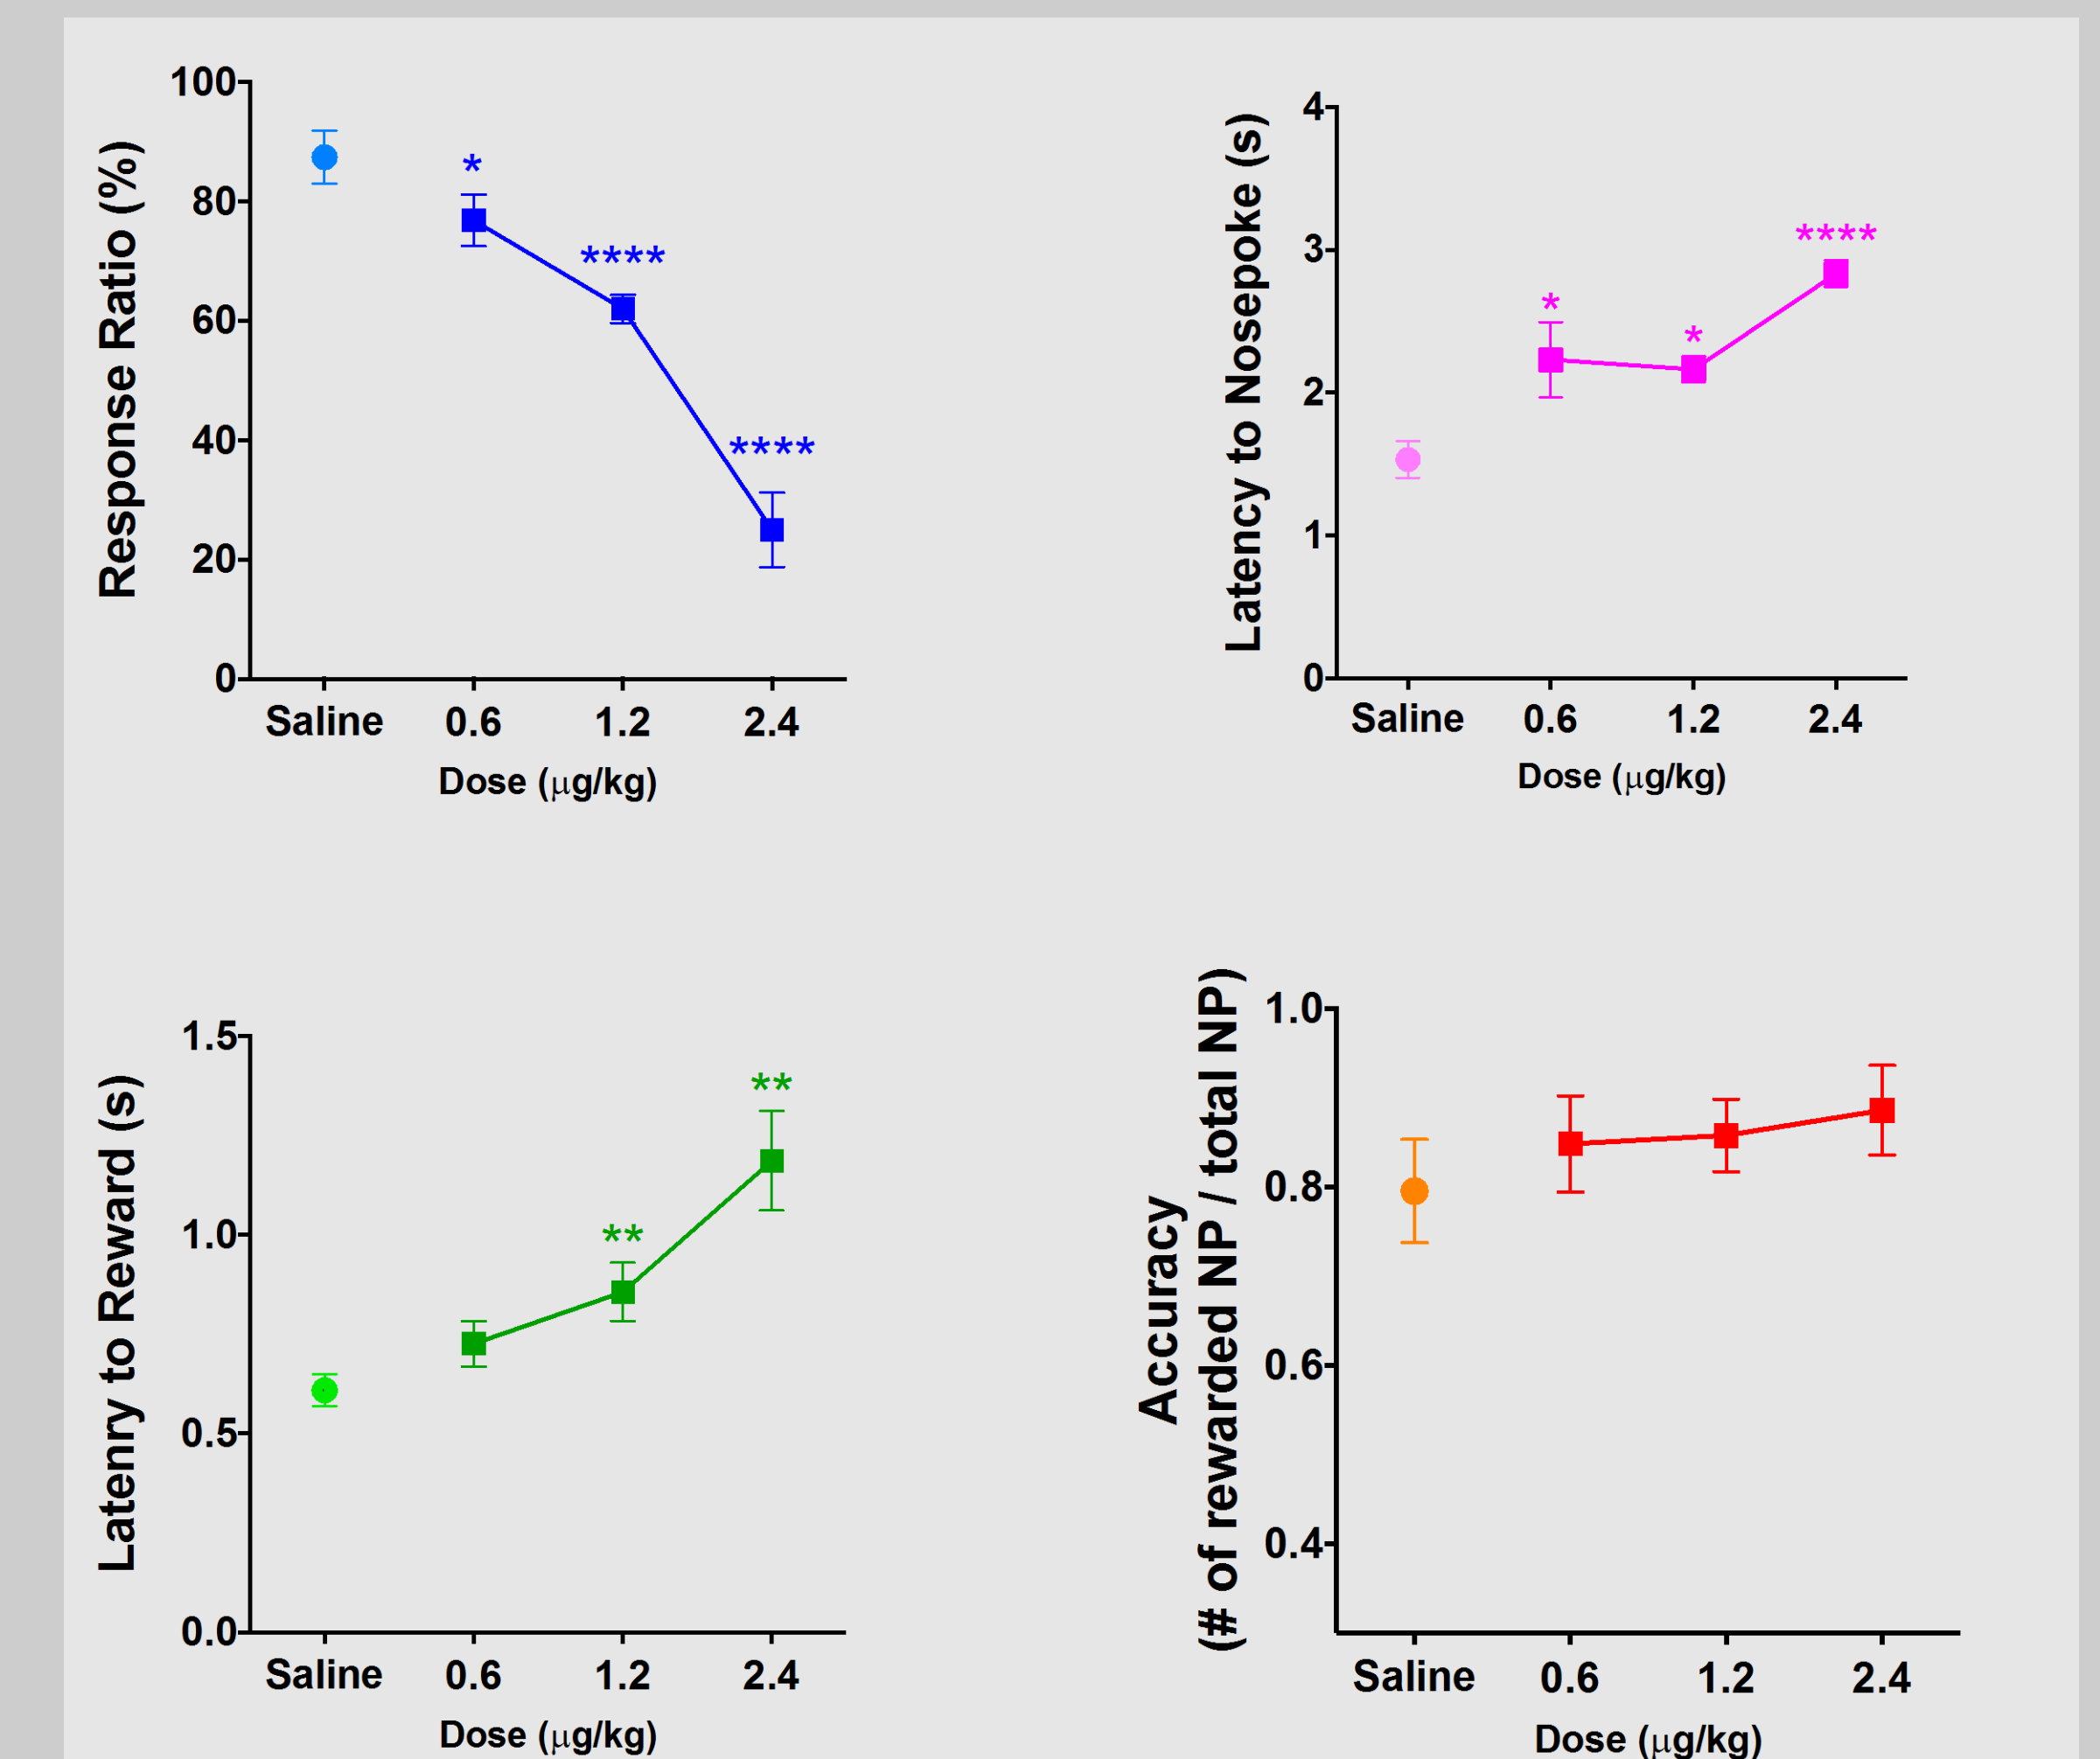 Response Ratio (%)
100
80
60
40
20
0
*
****
****
Saline 0.6 1.2 2.4
Dose (μg/kg)
Latency to Nosepoke (s)
4
3
2
1
0
*
*
****
Saline 0.6 1.2 2.4
Dose (μg/kg)
Latenry to Reward (s)
1.5
1.0
0.5
0.0
**
**
Saline 0.6 1.2 2.4
Dose (μg/kg)
Accuracy
(# of rewarded NP / total NP)
1.0
0.8
0.6
0.4
Saline 0.6 1.2 2.4
Dose (μg/kg)